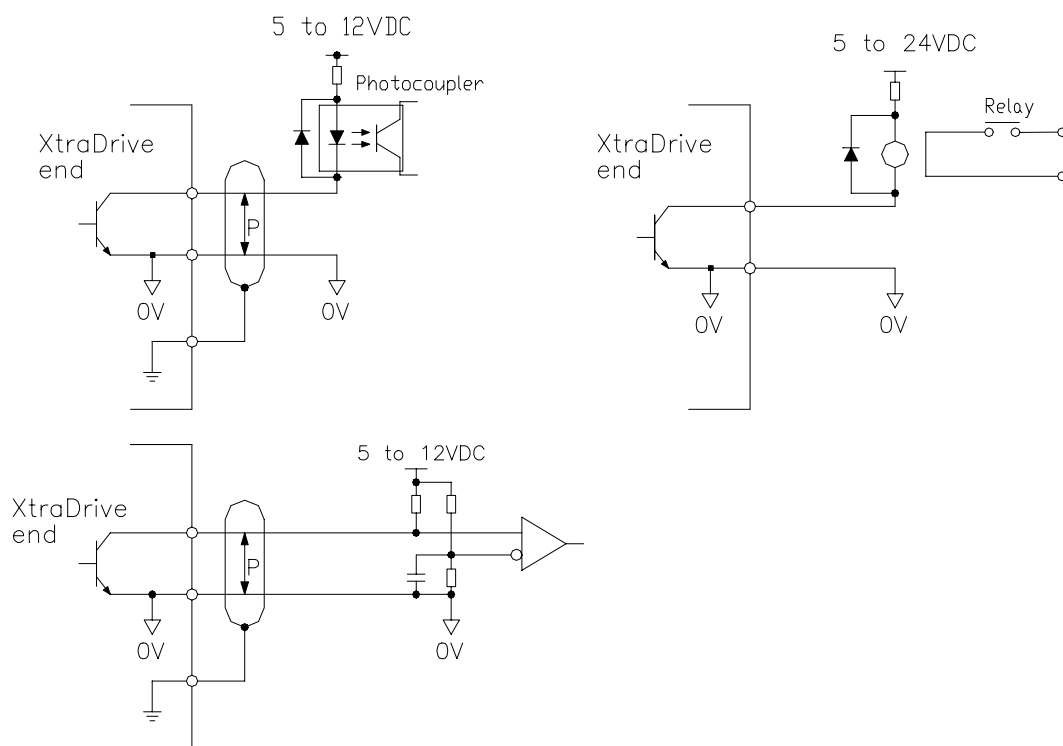 5 to 12VDC
Photocoupler
XtraDrive
end
P
0V
0V
5 to 24VDC
Relay
XtraDrive
end
0V
0V
5 to 12VDC
XtraDrive
end
P
0V
0V